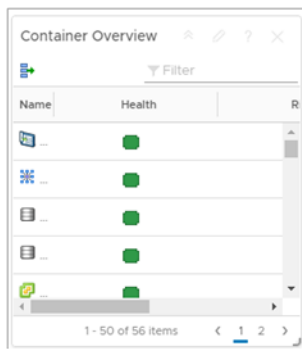 Container Overview
?
Filter
Name Health R
...
...
...
...
...
1 - 50 of 56 items 1 2